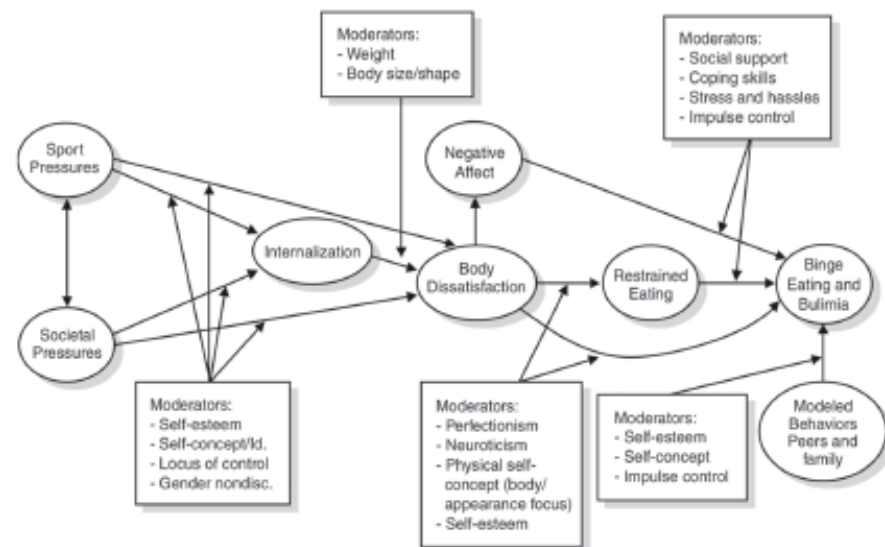 Moderators:
- Weight
- Body size/shape
Moderators:
- Social support
- Coping skills
- Stress and hassles
- Impulse control
Sport
Pressures
Negative
Affect
Internalization
Body
Dissatisfaction
Restrained
Eating
Binge
Eating and
Bulimia
Societal
Pressures
Moderators:
- Self-esteem
- Self-concept/Id.
- Locus of control
- Gender nondisc.
Moderators:
- Perfectionism
- Neuroticism
- Physical self-
concept (body/
appearance focus)
- Self-esteem
Moderators:
- Self-esteem
- Self-concept
- Impulse control
Modeled
Behaviors
Peers and
family